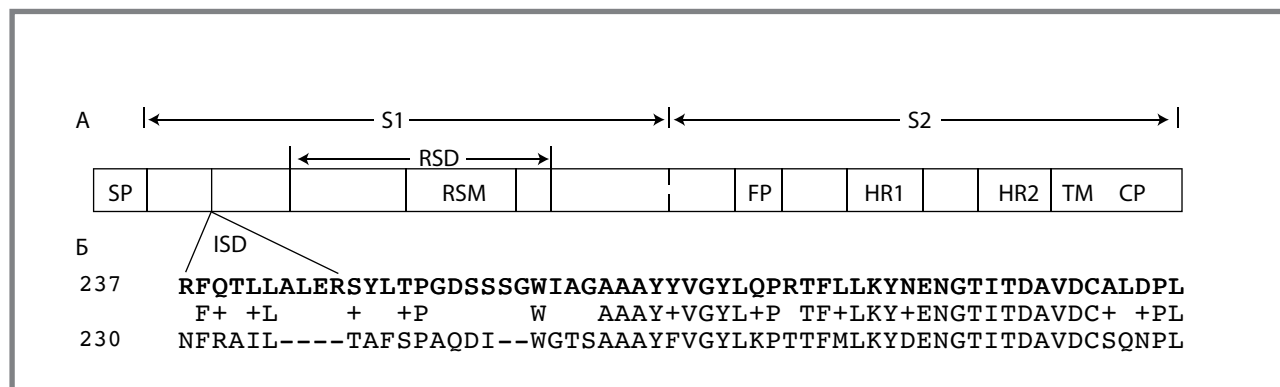 А S1 S2
RSD
SP RSM FP HR1 HR2 TM CP
Б ISD
237 RFQTLLALERSYLTPGDSSSGWIAGAAAYYVGYLQPRTFLLKYNENGTITDAVDCALDPL
F+ +L + +P W AAAY+VGYL+P TF+LKY+ENGTITDAVDC+ +PL
230 NFRAIL----TAFSPAQDI--WGTSAAAYFVGYLKPTTFMLKYDENGTITDAVDCSQNPL